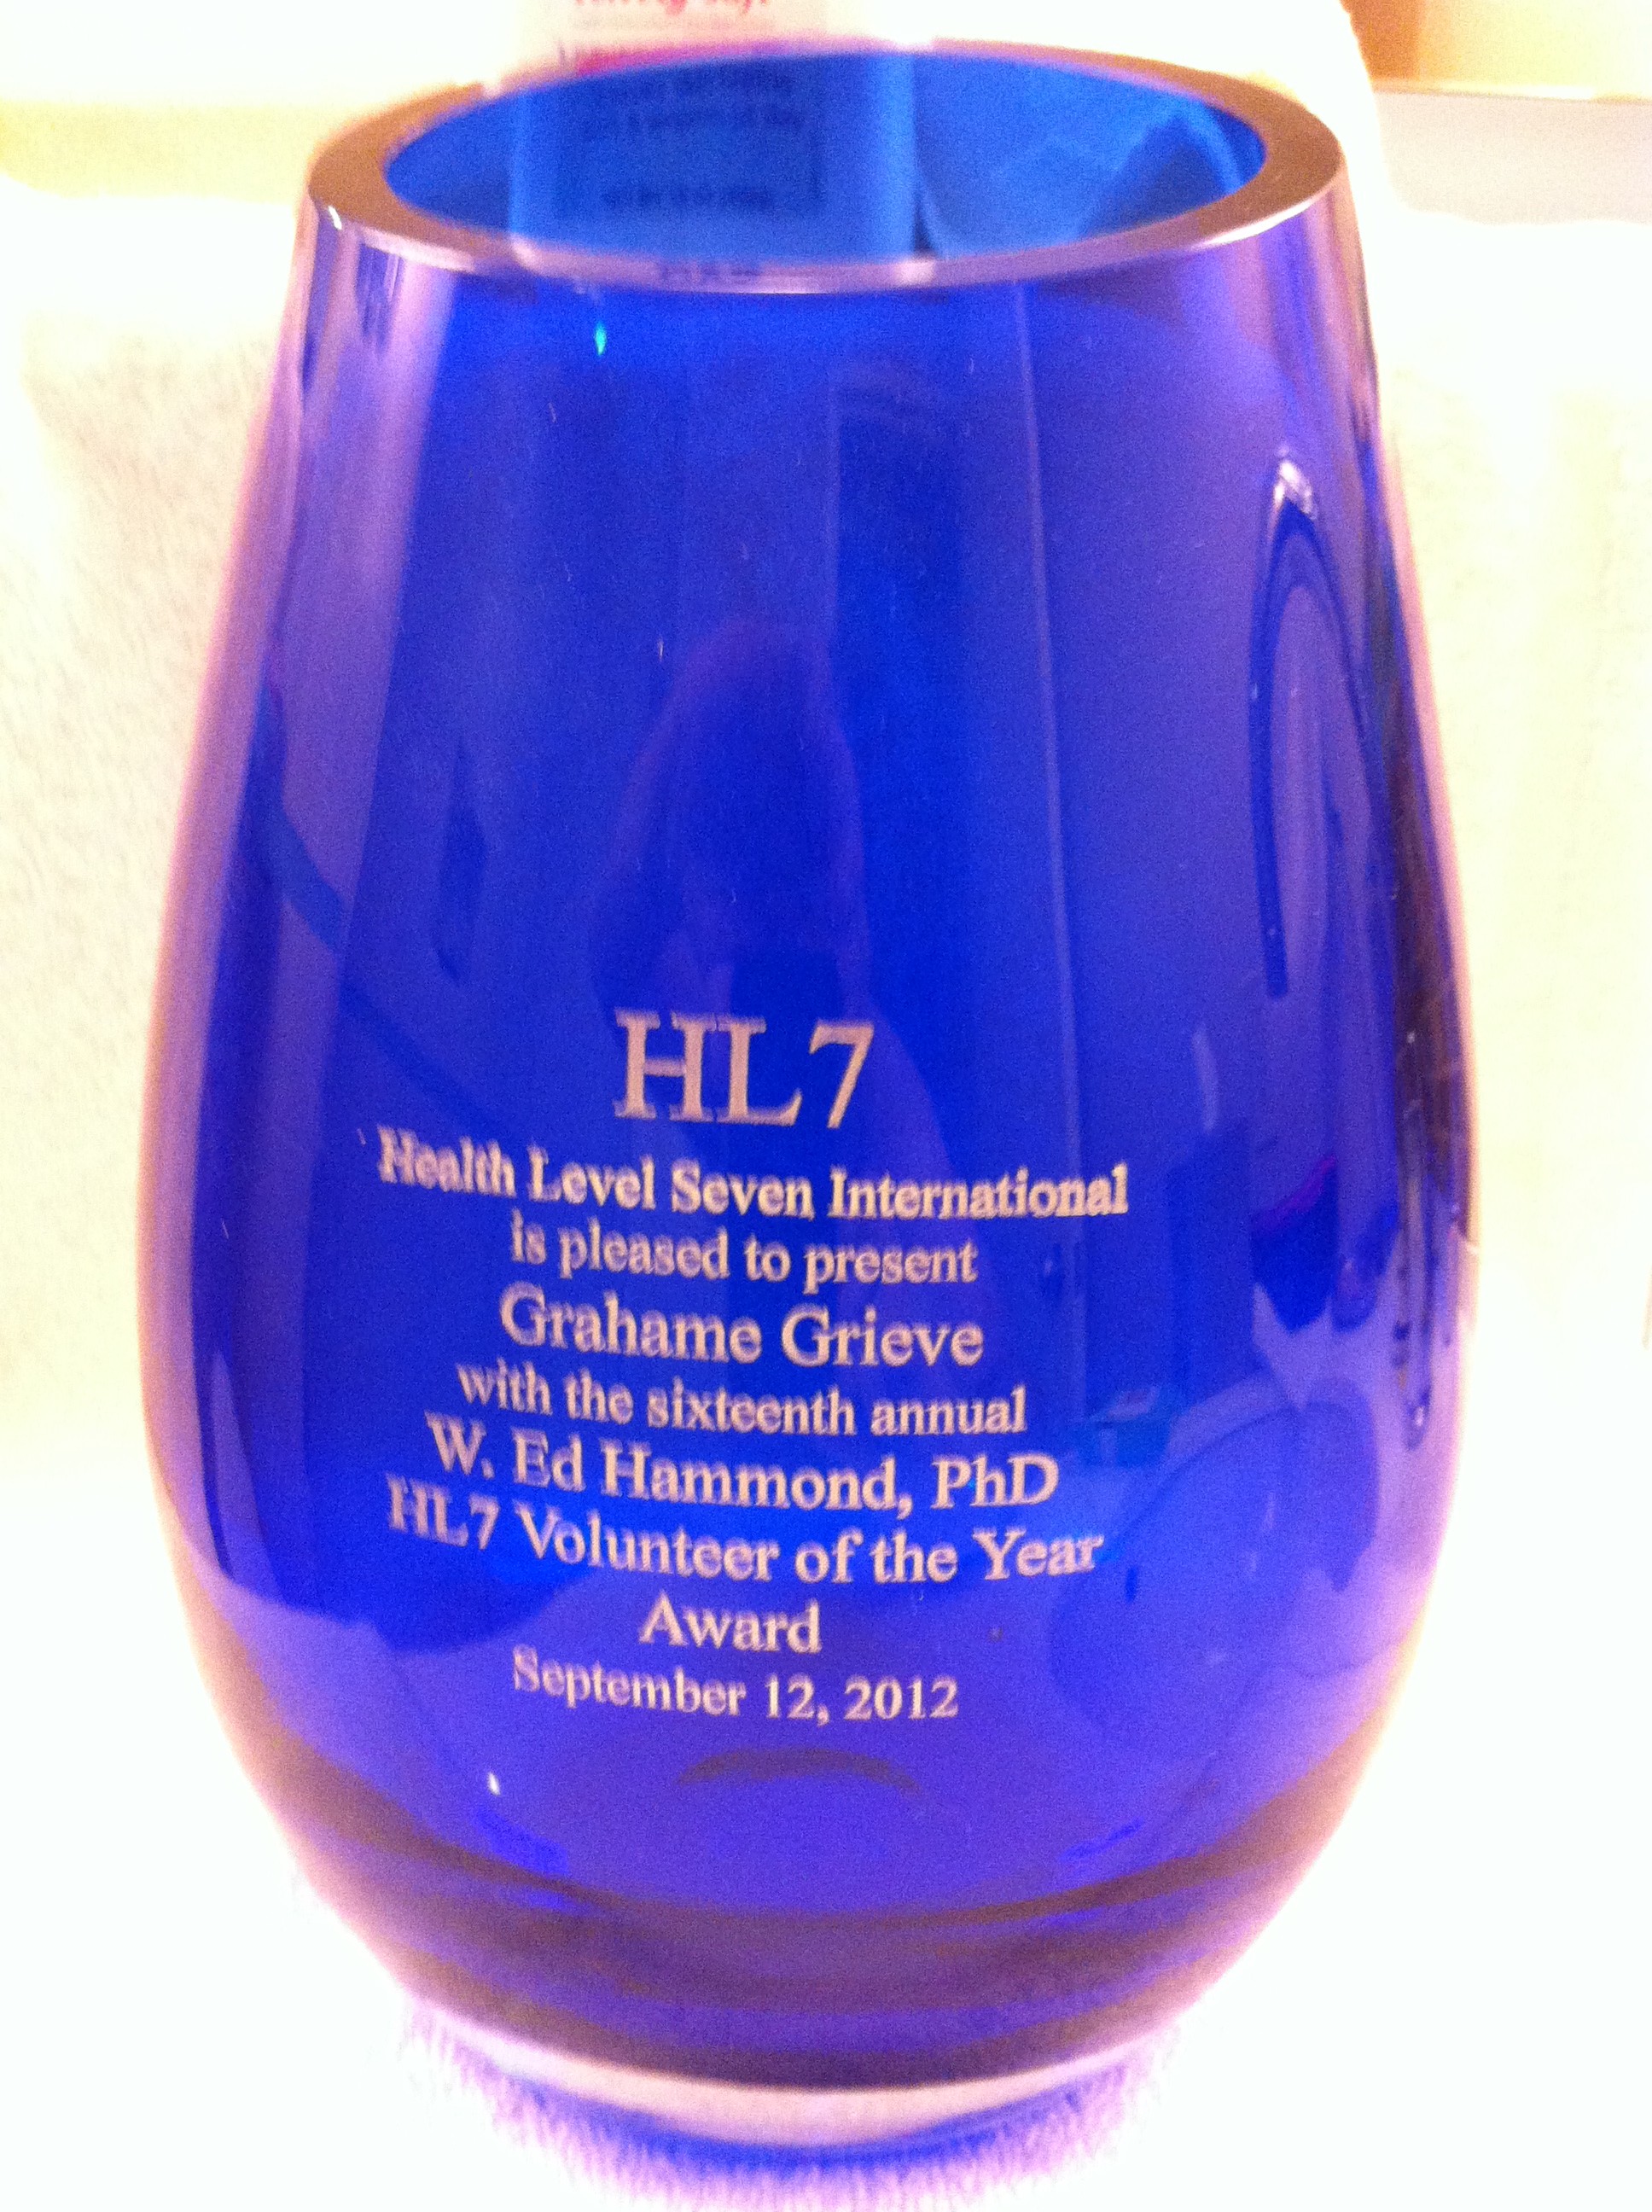 HL7
Health Level Seven International
is pleased to present
Grahame Grieve
with the sixteenth annual
W. Ed Hammond, PhD
HL7 Volunteer of the Year
Award
September 12, 2012